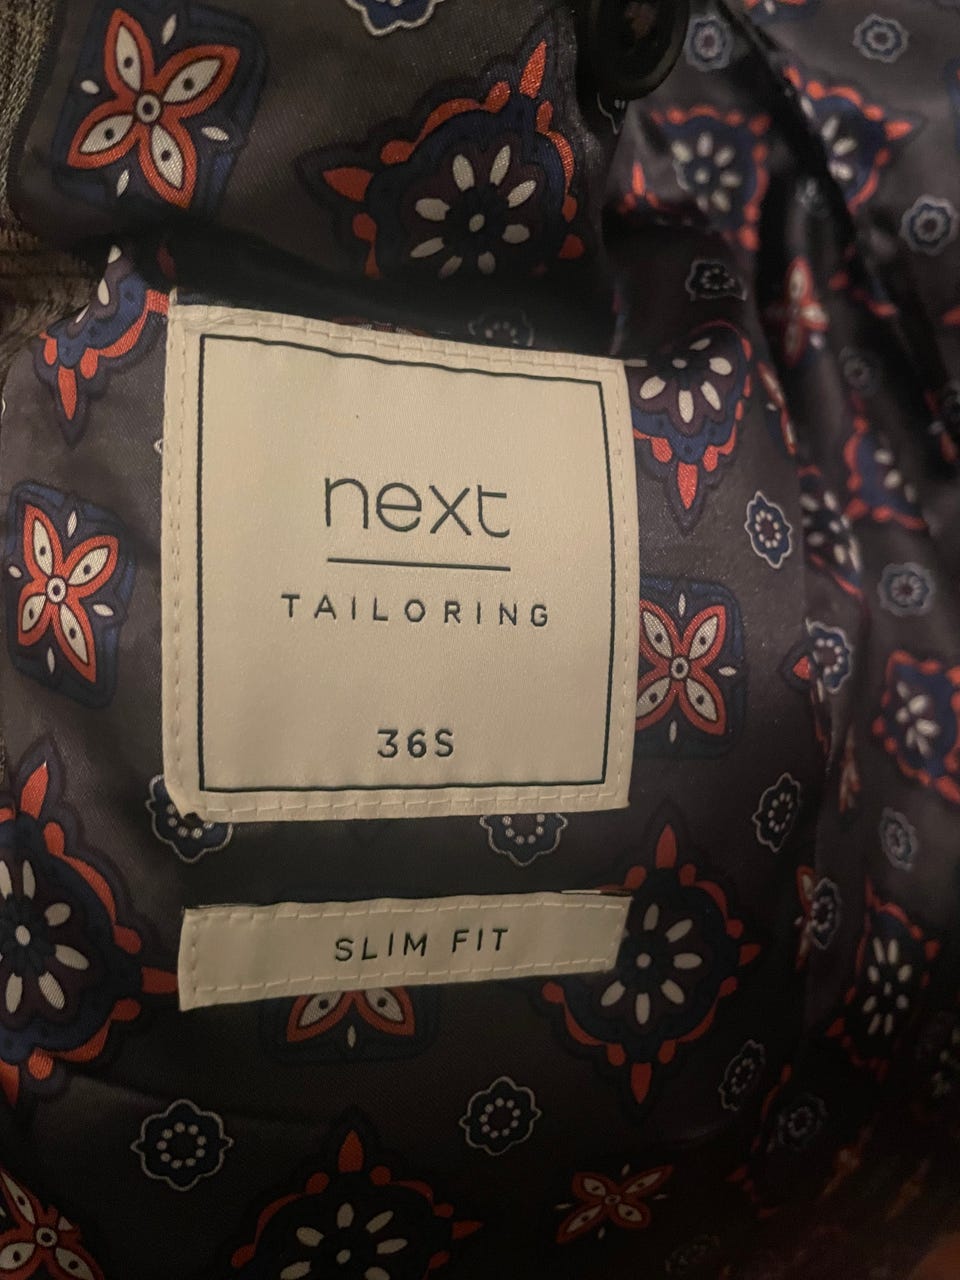 next
TAILORING
36S
SLIM FIT